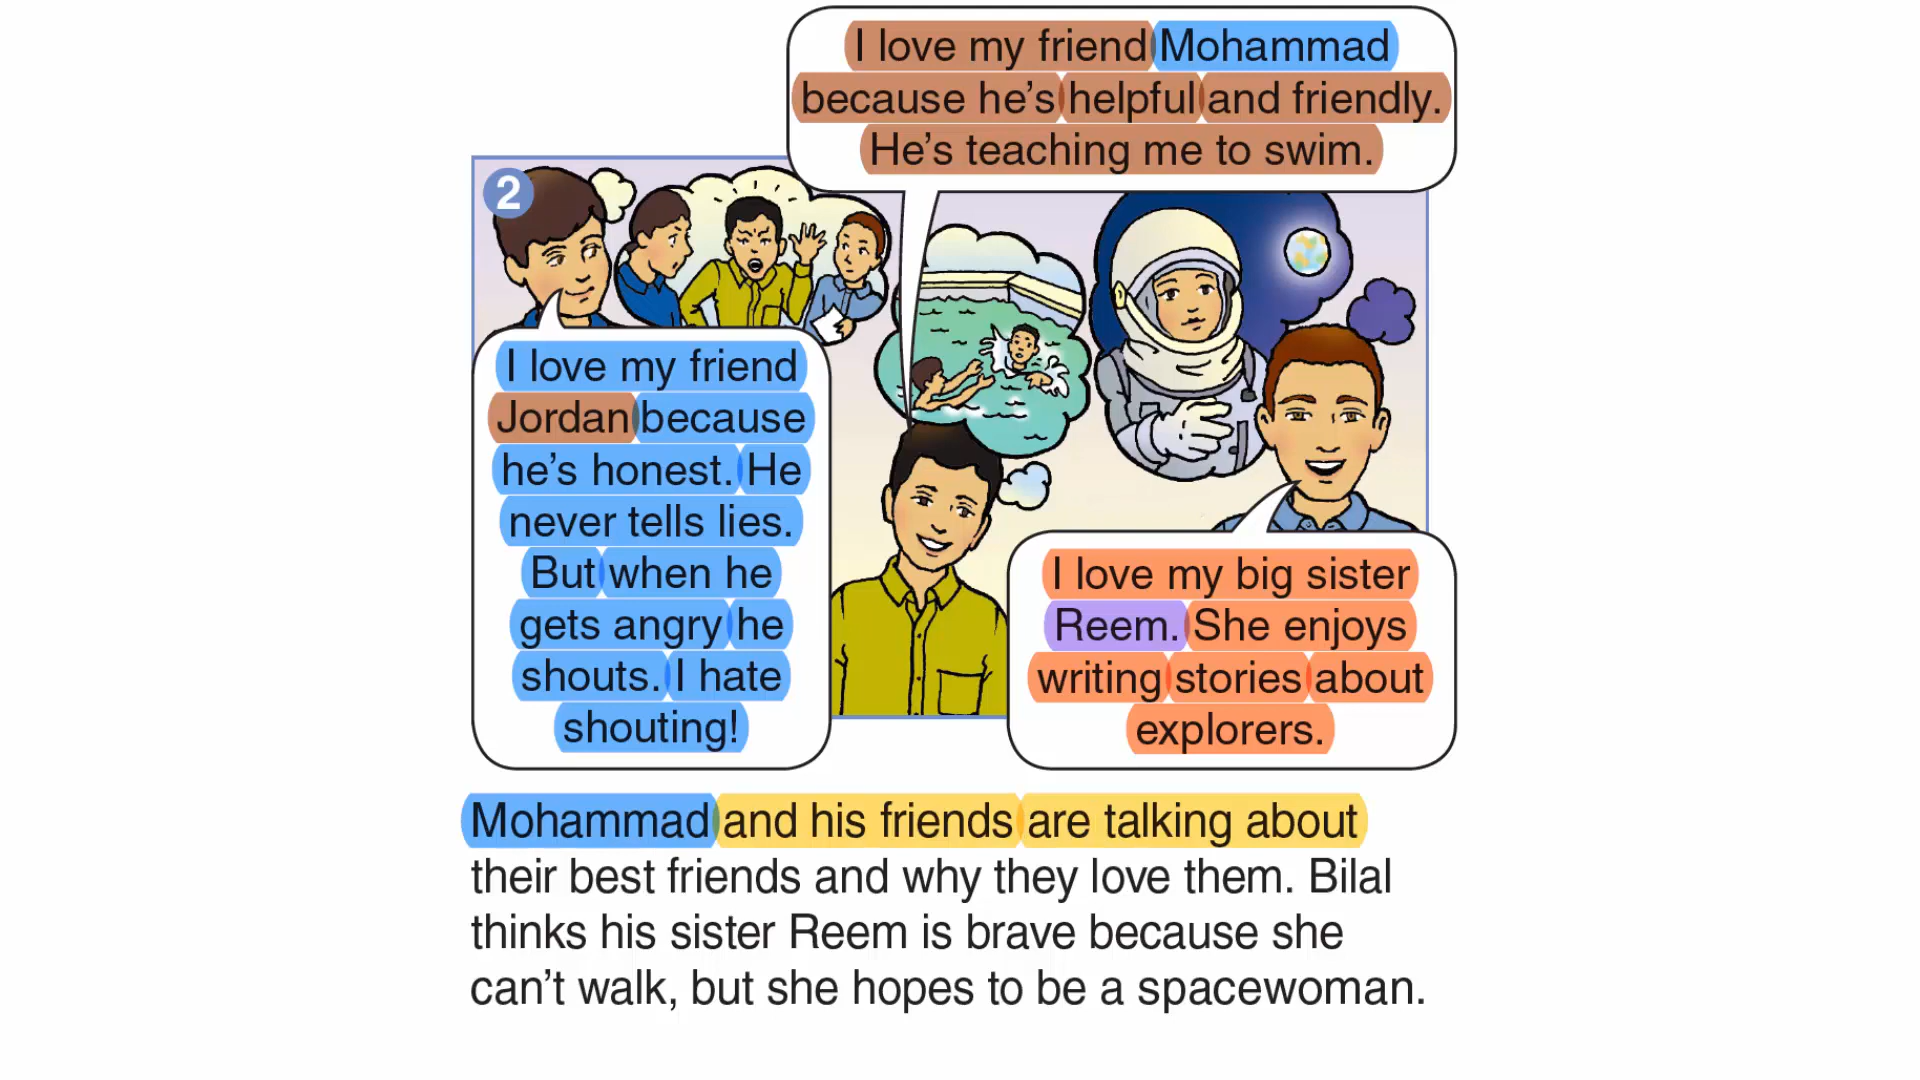 I love my friend Mohammad
because he's helpful and friendly.
He's teaching me to swim.
2
I love my friend
Jordan because
he's honest. He
never tells lies.
But when he
gets angry he
shouts. I hate
shouting!
I love my big sister
Reem. She enjoys
writing stories about
explorers.
Mohammad and his friends are talking about
their best friends and why they love them. Bilal
thinks his sister Reem is brave because she
can't walk, but she hopes to be a spacewoman.